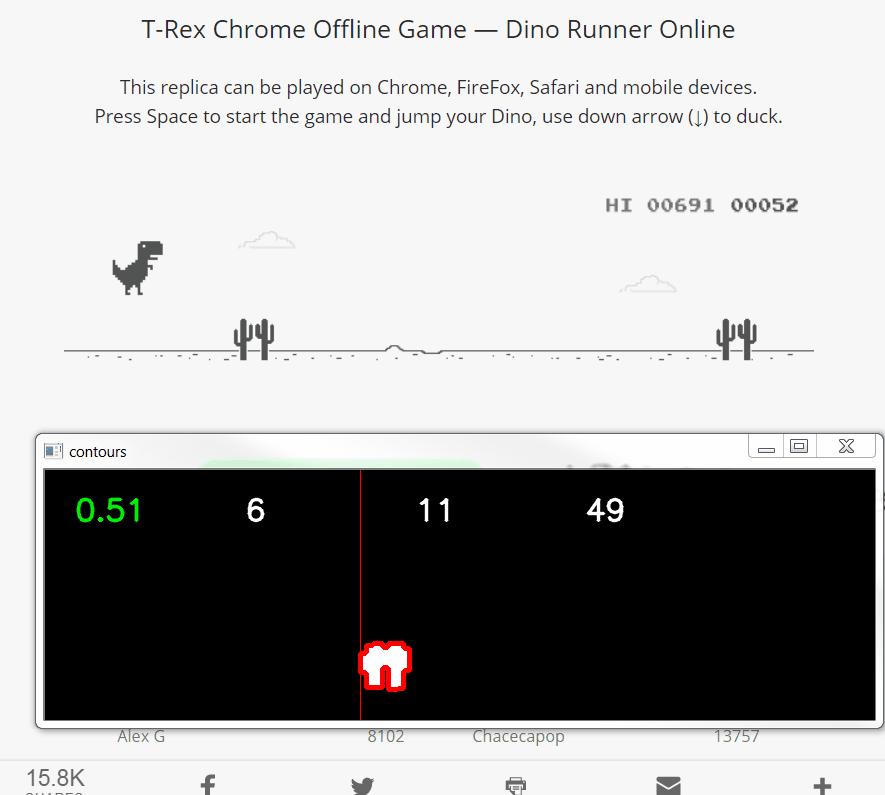 T-Rex Chrome Offline Game — Dino Runner Online
This replica can be played on Chrome, FireFox, Safari and mobile devices.
Press Space to start the game and jump your Dino, use down arrow (↓) to duck.
HI 00691 00052
contours
0.51 6 11 49
Alex G 8102 Chacecapop 13757
15.8K
SHARES